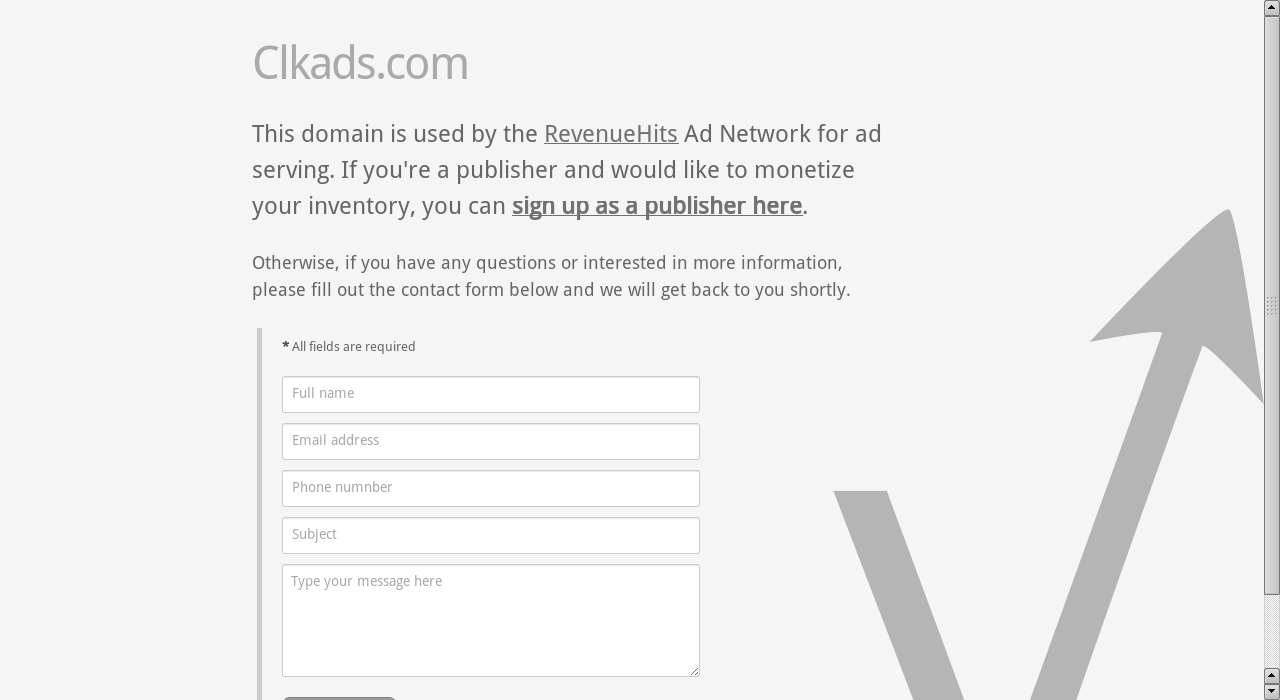 Clkads.com
This domain is used by the RevenueHits Ad Network for ad
serving. If you're a publisher and would like to monetize
your inventory, you can sign up as a publisher here.
Otherwise, if you have any questions or interested in more information,
please fill out the contact form below and we will get back to you shortly.
* All fields are required
Full name
Email address
Phone numnber
Subject
Type your message here